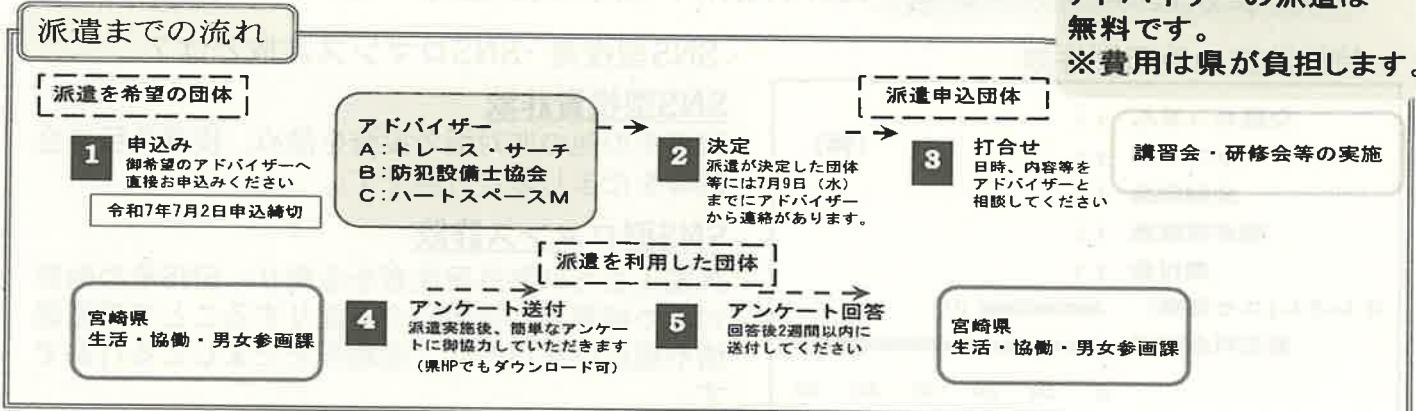 派遣までの流れ
無料です。
※費用は県が負担します。
派遣を希望の団体
1
申込み
御希望のアドバイザーへ
直接お申込みください
令和7年7月2日申込締切
アドバイザー
A：トレース・サーチ
B：防犯設備士協会
C：ハートスペースM
2
決定
派遣が決定した団体
等には7月9日（水）
までにアドバイザー
から連絡があります。
派遣申込団体
3
打合せ
日時、内容等を
アドバイザーと
相談してください
講習会・研修会等の実施
派遣を利用した団体
宮崎県
生活・協働・男女参画課
4
アンケート送付
派遣実施後、簡単なアンケー
トに御協力していただきます
（県HPでもダウンロード可）
5
アンケート回答
回答後2週間以内に
送付してください
宮崎県
生活・協働・男女参画課